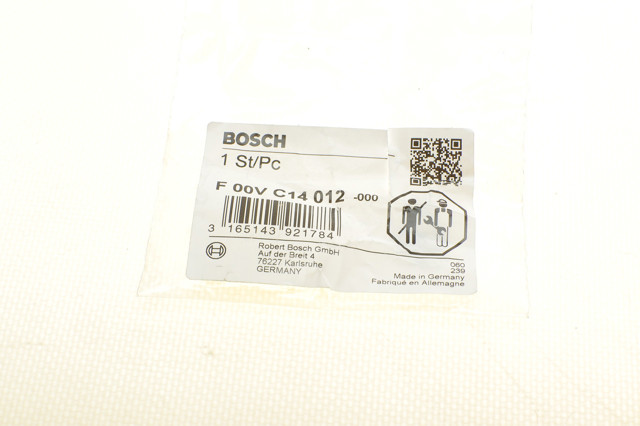 BOSCH
1 St/Pc
F 00V C14 012 -000
3 165143 921784
Robert Bosch GmbH
Auf der Breit 4
76227 Karlsruhe
GERMANY
060
239
Made in Germany
Fabriqué en Allemagne